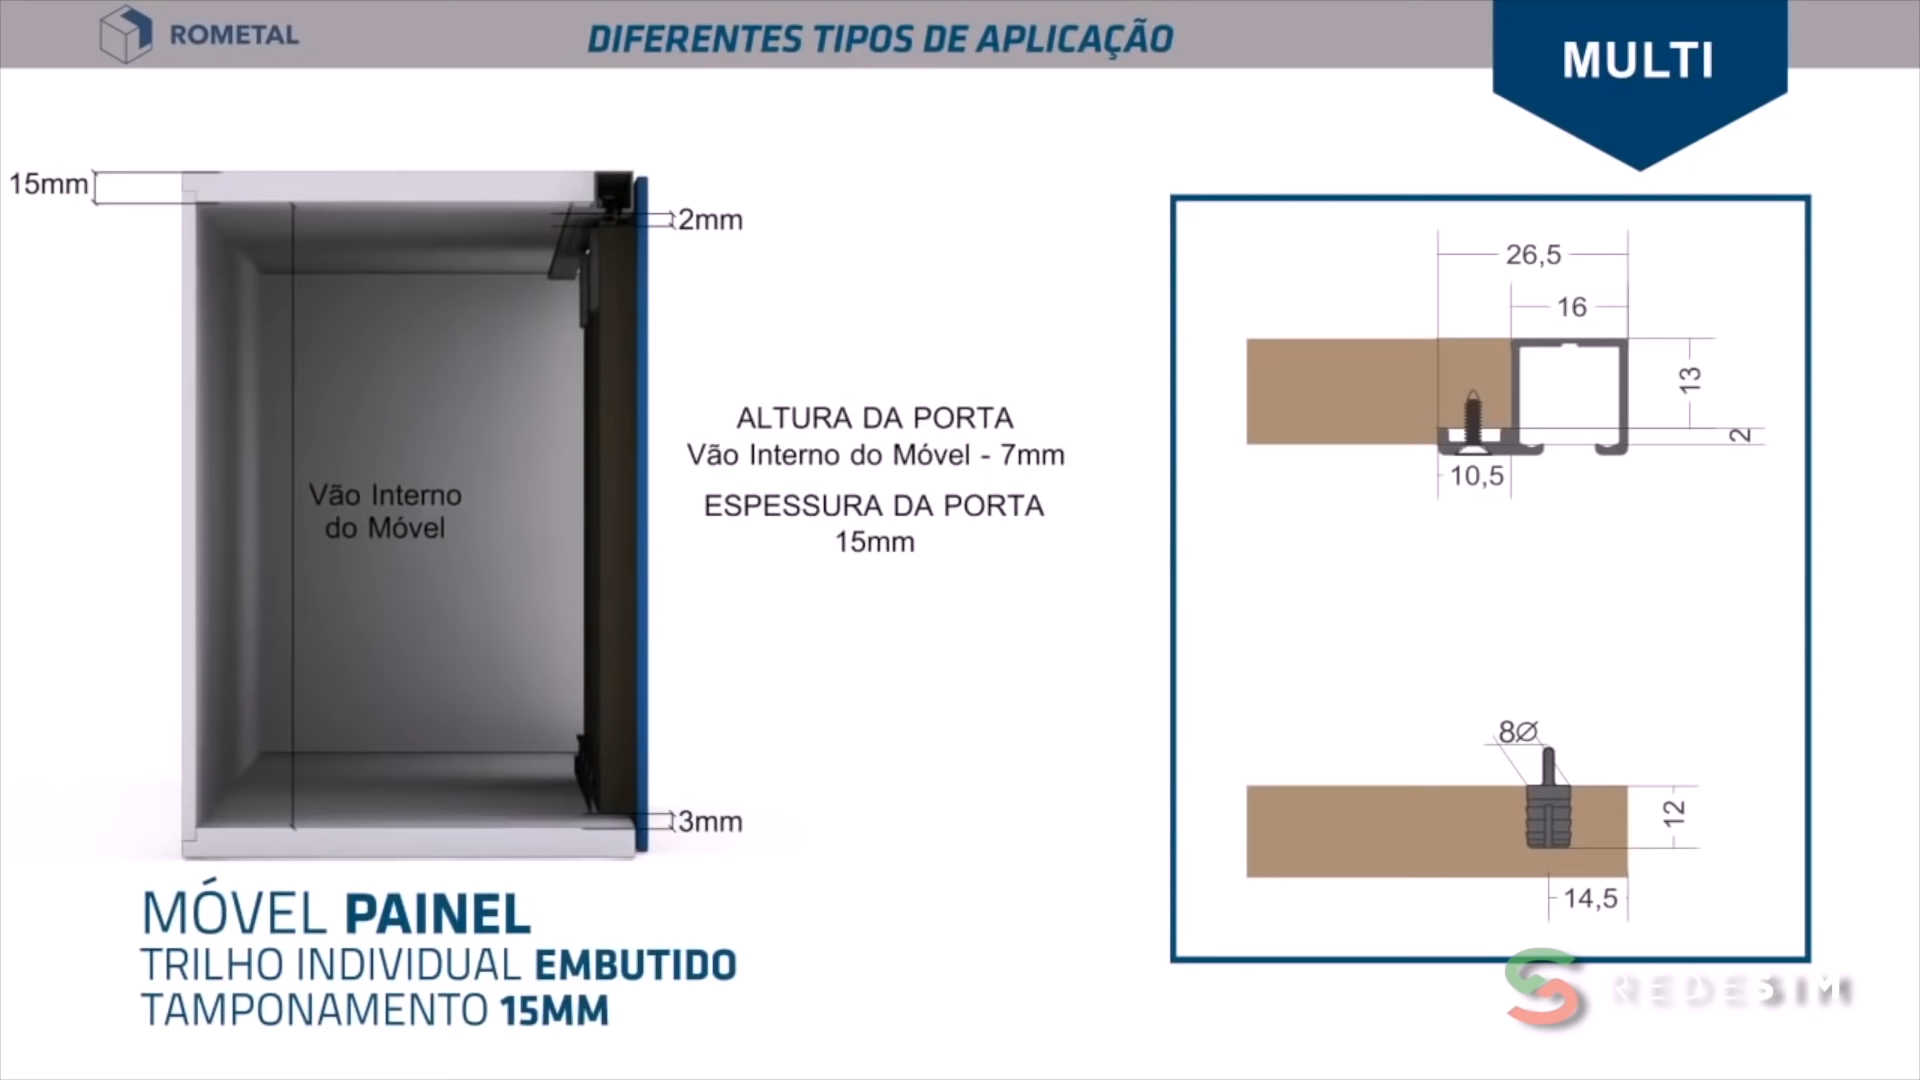 ROMETAL
DIFERENTES TIPOS DE APLICAÇÃO
MULTI
15mm
2mm
Vão Interno
do Móvel
ALTURA DA PORTA
Vão Interno do Móvel - 7mm
ESPESSURA DA PORTA
15mm
3mm
26,5
16
13
2
10,5
8Ø
12
14,5
MÓVEL PAINEL
TRILHO INDIVIDUAL EMBUTIDO
TAMPONAMENTO 15MM
REDESIM